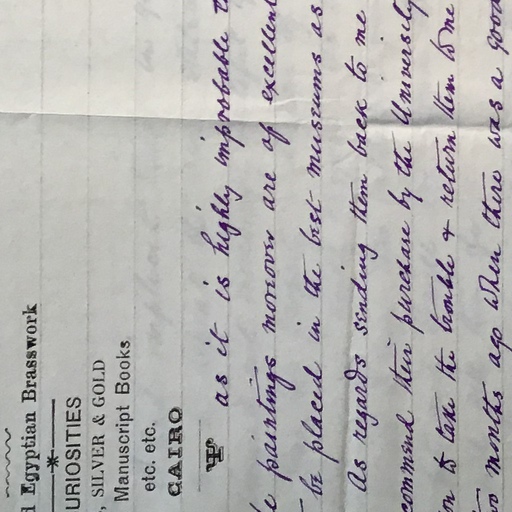 d Egyptian Brasswork
URIOSITIES
, SILVER & GOLD
Manuscript Books
etc. etc.
CAIRO
as it is highly improbable
paintings moreover are of excellent
be placed in the best museums as
As regards sending them back to me
commend their purchase by the University
on to take the trouble & return them to me
two months ago when there was a good